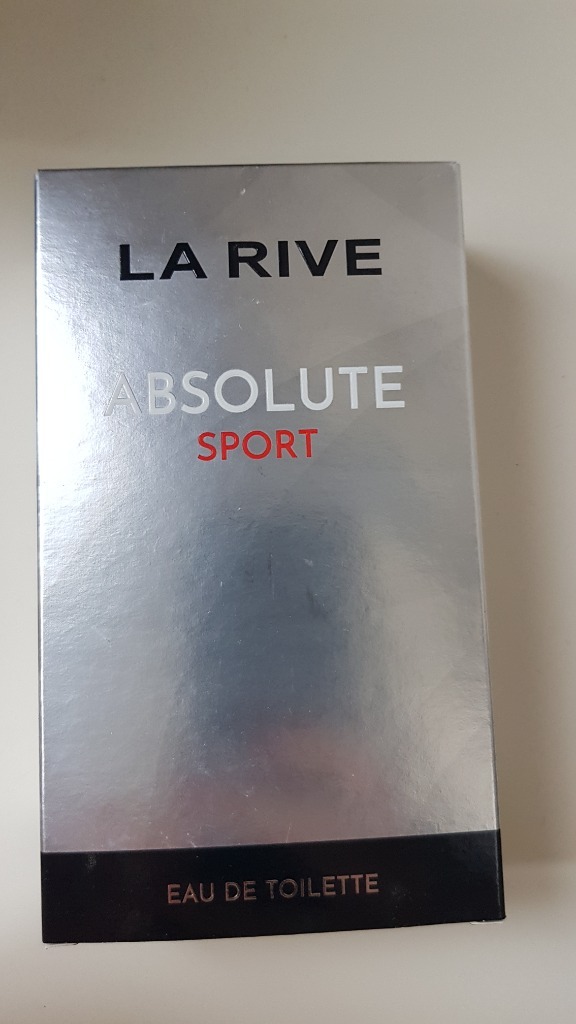 LA RIVE
ABSOLUTE
SPORT
EAU DE TOILETTE